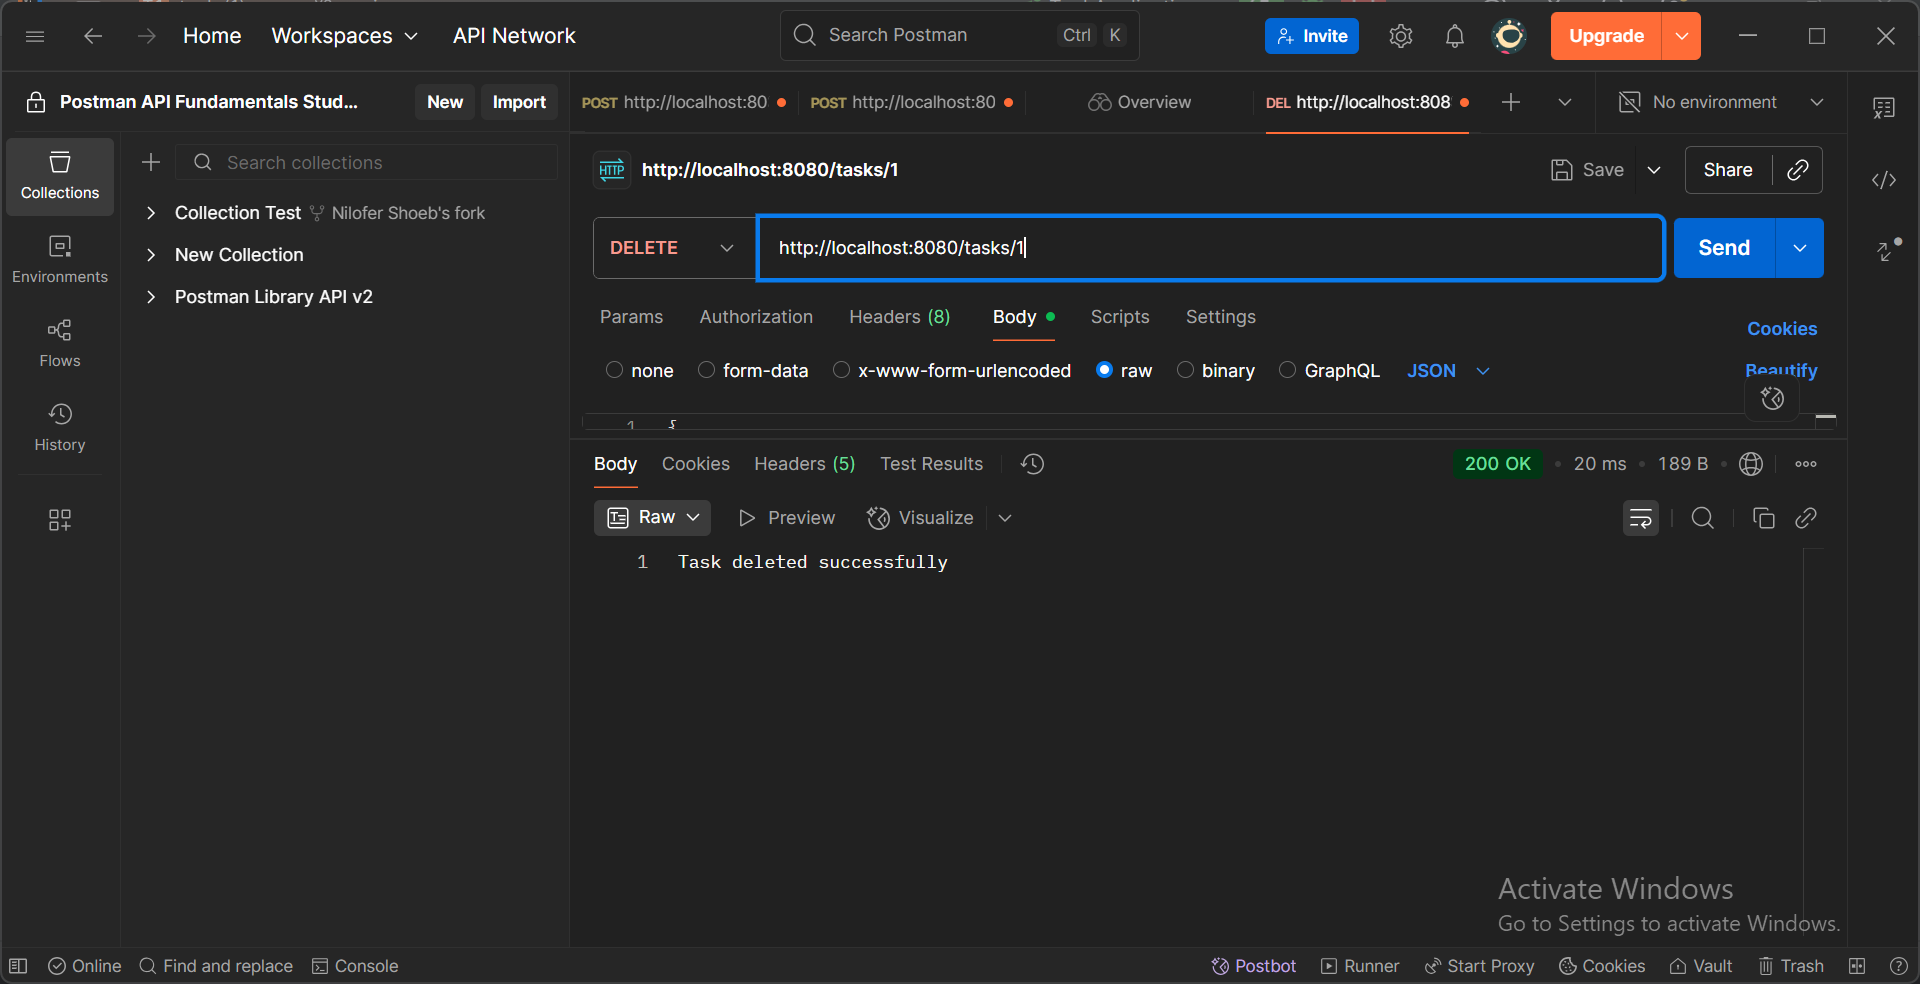 Home Workspaces API Network Search Postman Ctrl K Invite Upgrade
Postman API Fundamentals Stud... New Import POST http://localhost:80 POST http://localhost:80 Overview DEL http://localhost:808 No environment
Collections
Search collections
HTTP http://localhost:8080/tasks/1 Save Share
Collection Test Nilofer Shoeb's fork
New Collection
Postman Library API v2
Environments
Flows
History
DELETE http://localhost:8080/tasks/1 Send
Params Authorization Headers (8) Body Scripts Settings Cookies
none form-data x-www-form-urlencoded raw binary GraphQL JSON Beautify
1 {
Body Cookies Headers (5) Test Results 200 OK 20 ms 189 B
Raw Preview Visualize
1 Task deleted successfully
Activate Windows
Go to Settings to activate Windows.
Online Find and replace Console Postbot Runner Start Proxy Cookies Vault Trash